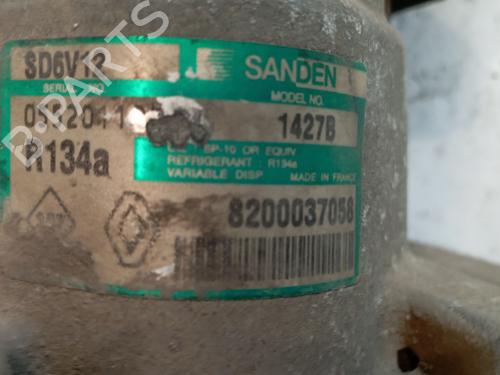 SD6V12
SANDEN
SERIAL NO
MODEL NO.
1427B
R134a
SP-10 OR EQUIV
REFRIGERANT : R134a
VARIABLE DISP MADE IN FRANCE
8200037058
B-PARTS